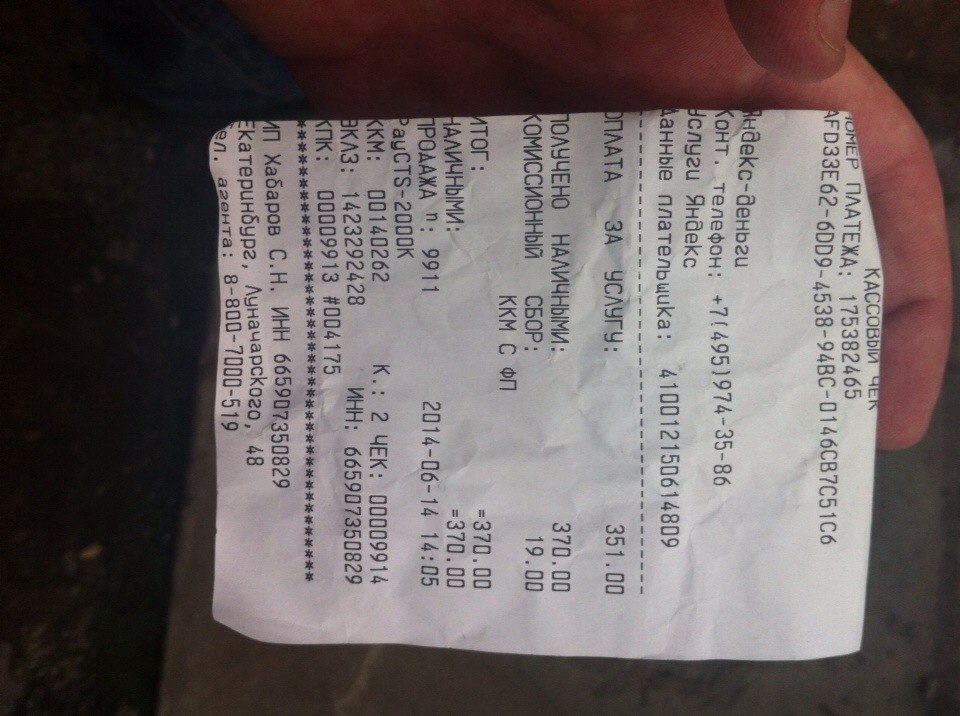 КАССОВЫЙ ЧЕК
НОМЕР ПЛАТЕЖА: 175382465
AFD33E62-6DD9-4538-94BC-0146CB7C51C6
Яндекс-деньги
Конт. телефон: +7(495)974-35-86
Услуги Яндекс
Данные плательщика: 410012150614809
--------------------------------
ОПЛАТА ЗА УСЛУГУ: 351.00
ПОЛУЧЕНО НАЛИЧНЫМИ: 370.00
КОМИССИОННЫЙ СБОР: 19.00
ККМ С ФП
ИТОГ: =370.00
НАЛИЧНЫМИ: =370.00
ПРОДАЖА n: 9911 2014-06-14 14:05
PayCTS-2000K
ККМ: 00140262 К.: 2 ЧЕК: 00009914
ЭКЛЗ: 1423292428 ИНН: 665907350829
КПК: 00009913 #004175
********************************
ИП Хабаров С.Н. ИНН 665907350829
Екатеринбург, Луначарского, 48
тел. агента: 8-800-7000-519